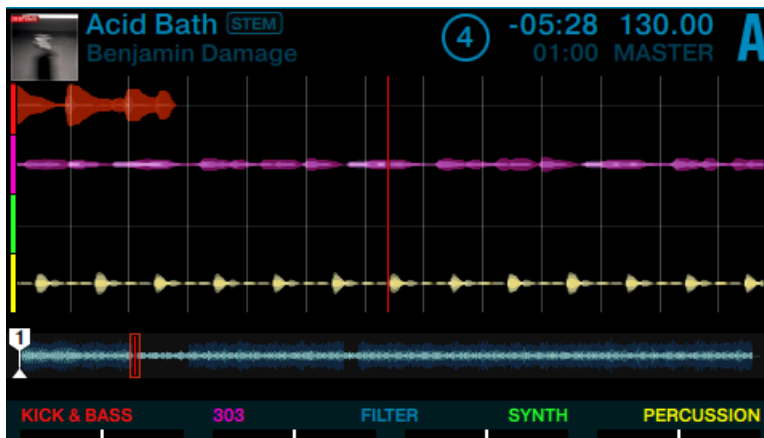 Acid Bath STEM
Benjamin Damage
4
-05:28 130.00
01:00 MASTER
A
1
KICK & BASS 303 FILTER SYNTH PERCUSSION